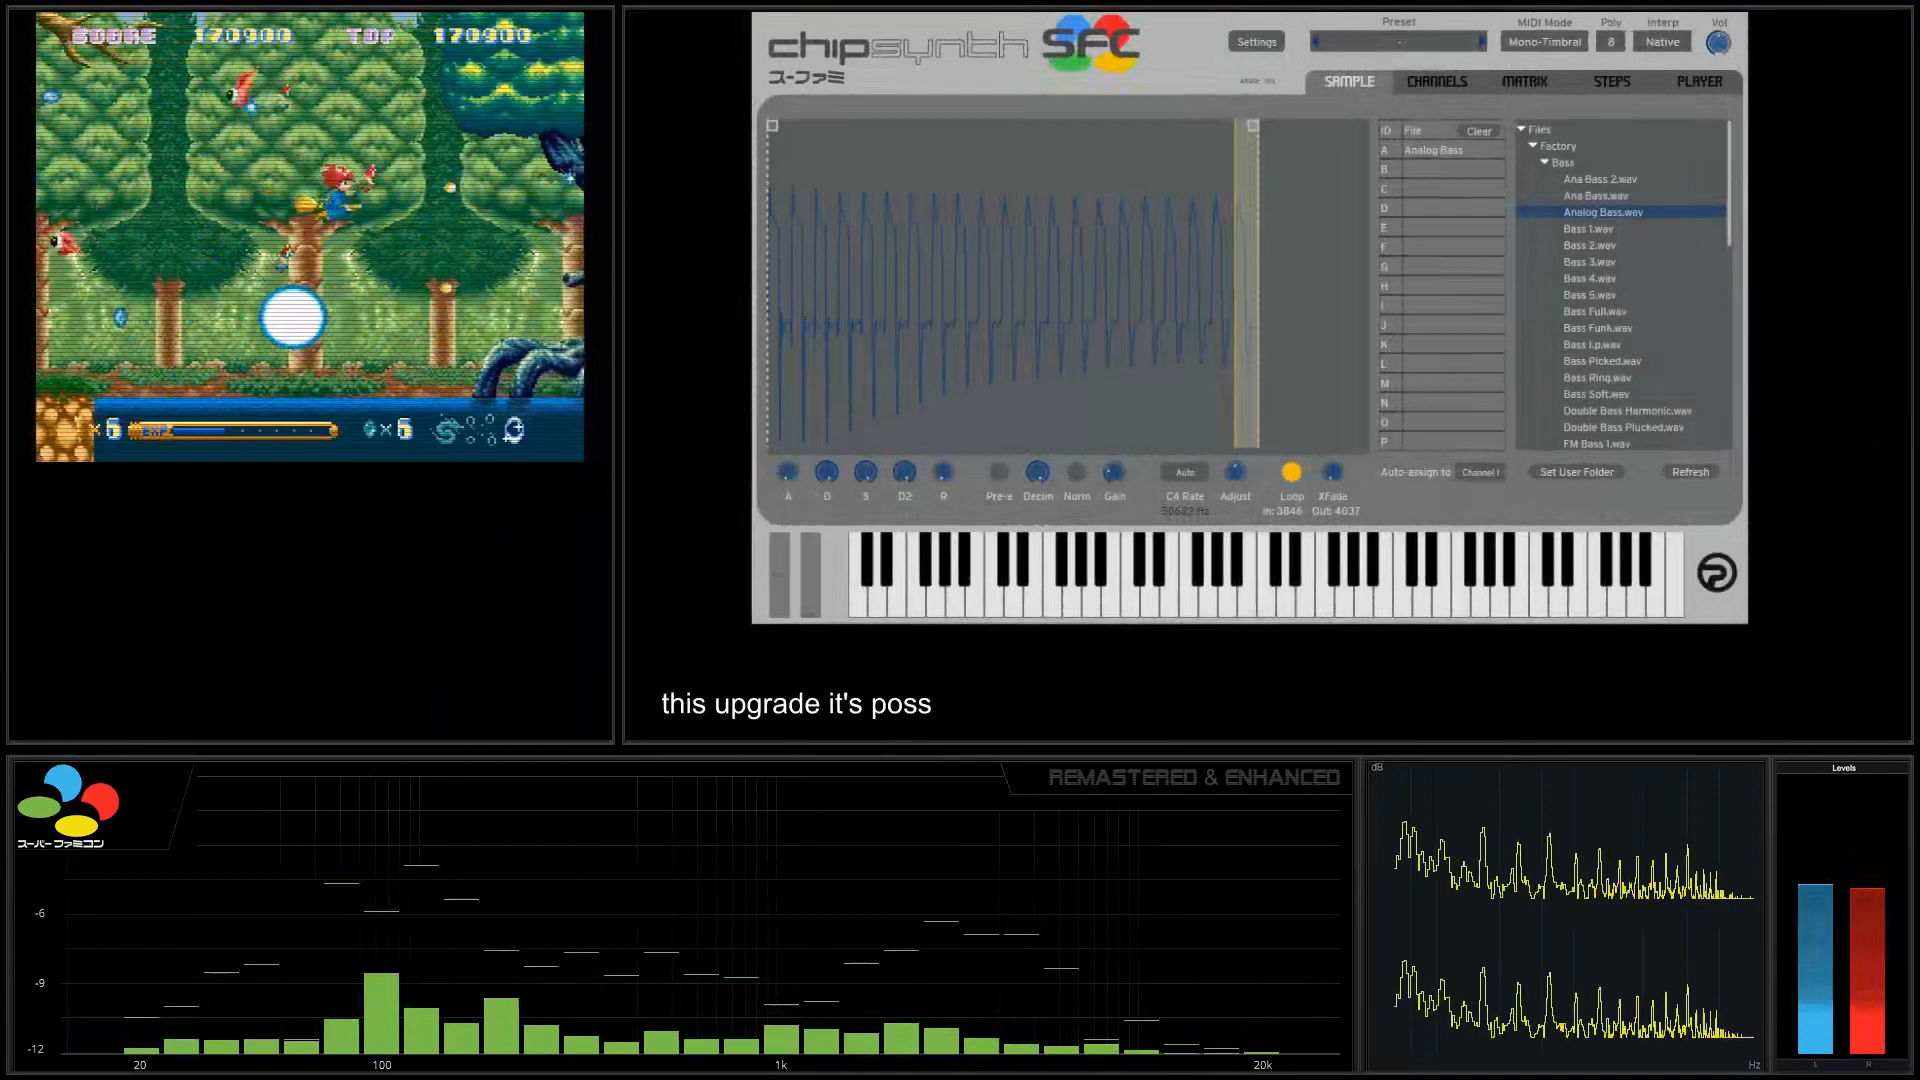 SCORE 170900 TOP 170900
× 6 EXP × 6
chipsynth SFC
スーファミ
Settings
Preset
-
MIDI Mode Poly Interp Vol
Mono-Timbral 8 Native
SAMPLE CHANNELS MATRIX STEPS PLAYER
ID File Clear
A Analog Bass
B
C
D
E
F
G
H
I
J
K
L
M
N
O
P
Files
Factory
Bass
Ana Bass 2.wav
Ana Bass.wav
Analog Bass.wav
Bass 1.wav
Bass 2.wav
Bass 3.wav
Bass 4.wav
Bass 5.wav
Bass Full.wav
Bass Funk.wav
Bass l.p.wav
Bass Picked.wav
Bass Ring.wav
Bass Soft.wav
Double Bass Harmonic.wav
Double Bass Plucked.wav
FM Bass 1.wav
Auto
A D S D2 R Pre-e Decim Norm Gain C4 Rate Adjust Loop XFade
50622 Hz In: 3846 Out: 4037
Auto-assign to Channel 1 Set User Folder Refresh
this upgrade it's poss
スーパーファミコン
REMASTERED & ENHANCED
-6
-9
-12
20 100 1k 20k
dB
Hz
Levels
L R